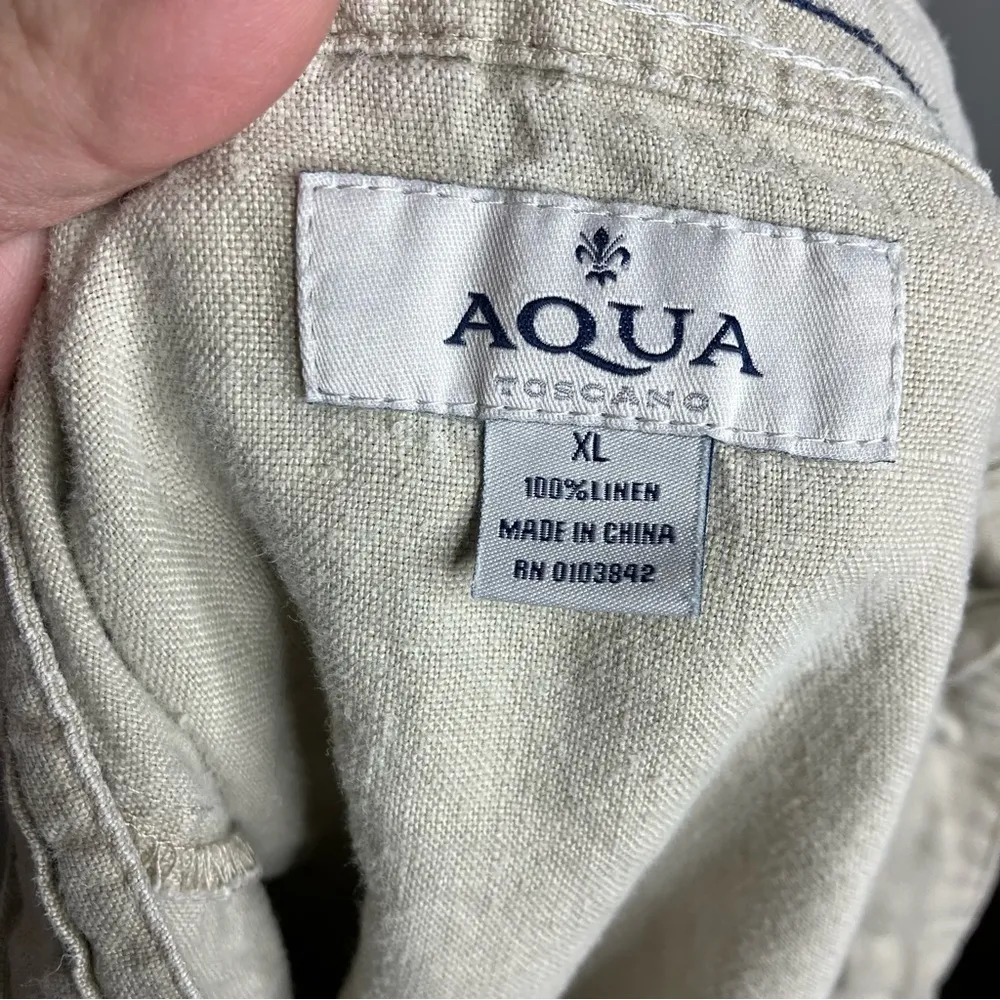 AQUA
TOSCANO
XL
100%LINEN
MADE IN CHINA
RN 0103842